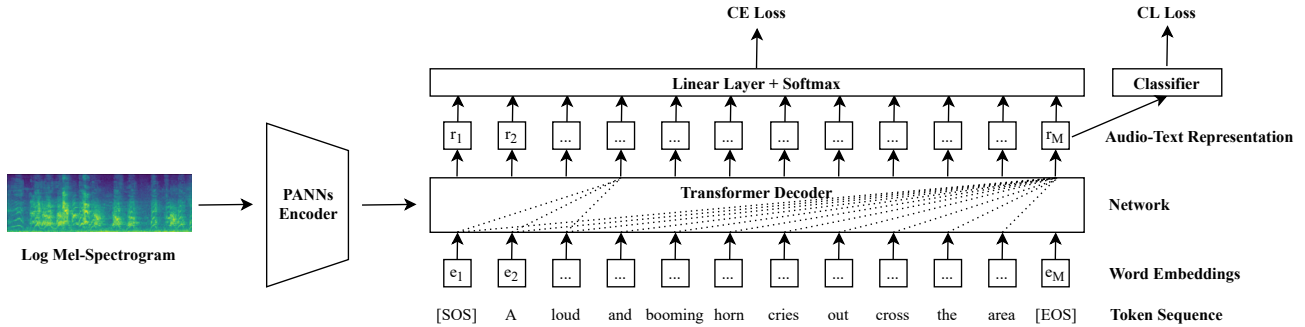 CE Loss CL Loss
Linear Layer + Softmax Classifier
r1 r2 ... ... ... ... ... ... ... ... ... rM Audio-Text Representation
PANNs
Encoder
Transformer Decoder
Network
Log Mel-Spectrogram
e1 e2 ... ... ... ... ... ... ... ... ... eM Word Embeddings
[SOS] A loud and booming horn cries out cross the area [EOS] Token Sequence